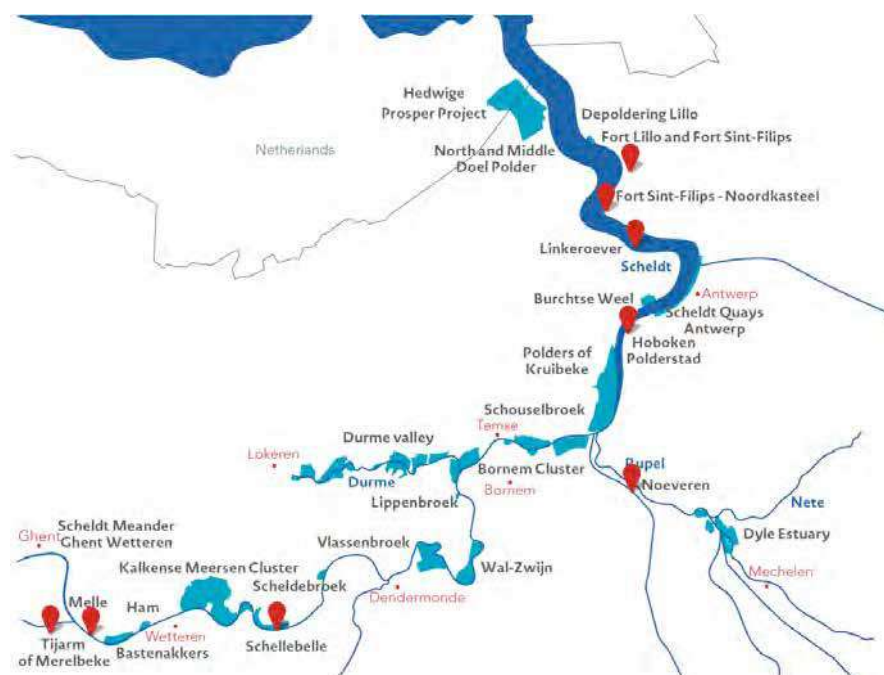 Hedwige
Prosper Project
Depoldering Lillo
Fort Lillo and Fort Sint-Filips
Netherlands
North and Middle
Doel Polder
Fort Sint-Filips - Noordkasteel
Linkeroever
Scheldt
Burchtse Weel
Antwerp
Scheldt Quays
Antwerp
Hoboken
Polderstad
Polders of
Kruibeke
Schouselbroek
Temse
Durme valley
Lokeren
Durme
Bornem Cluster
Rupel
Noeveren
Bornem
Lippenbroek
Nete
Scheldt Meander
Ghent Wetteren
Ghent
Vlassenbroek
Dyle Estuary
Kalkense Meersen Cluster
Wal-Zwijn
Scheldebroek
Mechelen
Dendermonde
Melle
Ham
Wetteren
Tijarm
of Merelbeke
Bastenakkers
Schellebelle